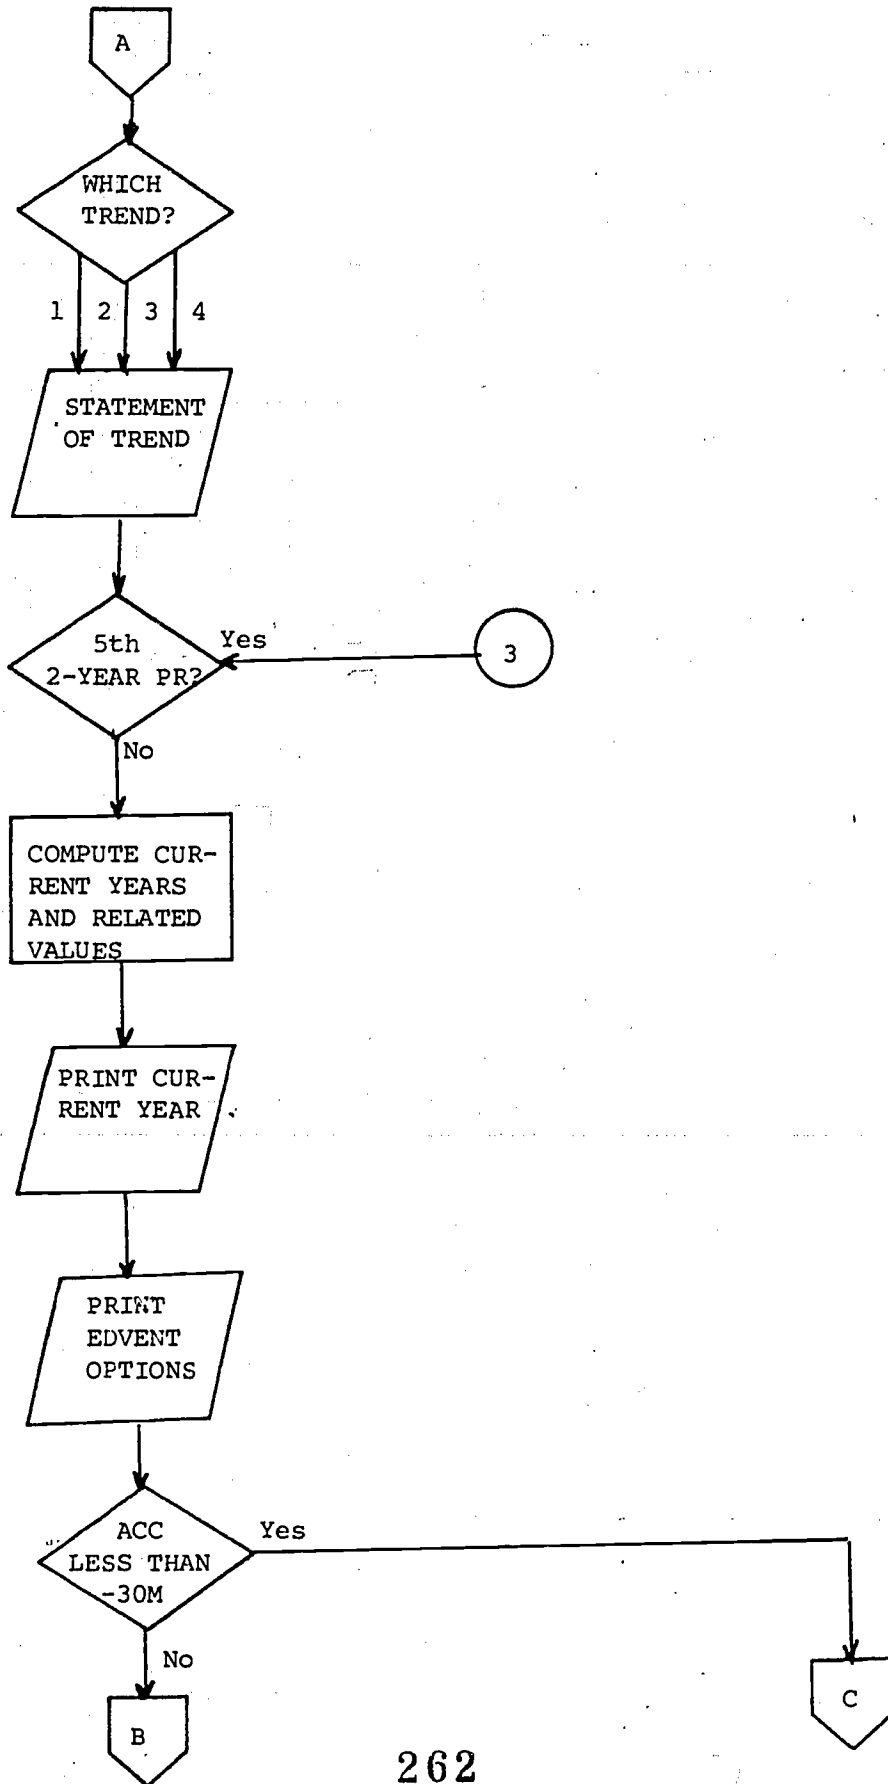 A
WHICH
TREND?
1 2 3 4
STATEMENT
OF TREND
5th
2-YEAR PR?
Yes
3
No
COMPUTE CUR-
RENT YEARS
AND RELATED
VALUES
PRINT CUR-
RENT YEAR
PRINT
EDVENT
OPTIONS
ACC
LESS THAN
-30M
Yes
No
B
C
262